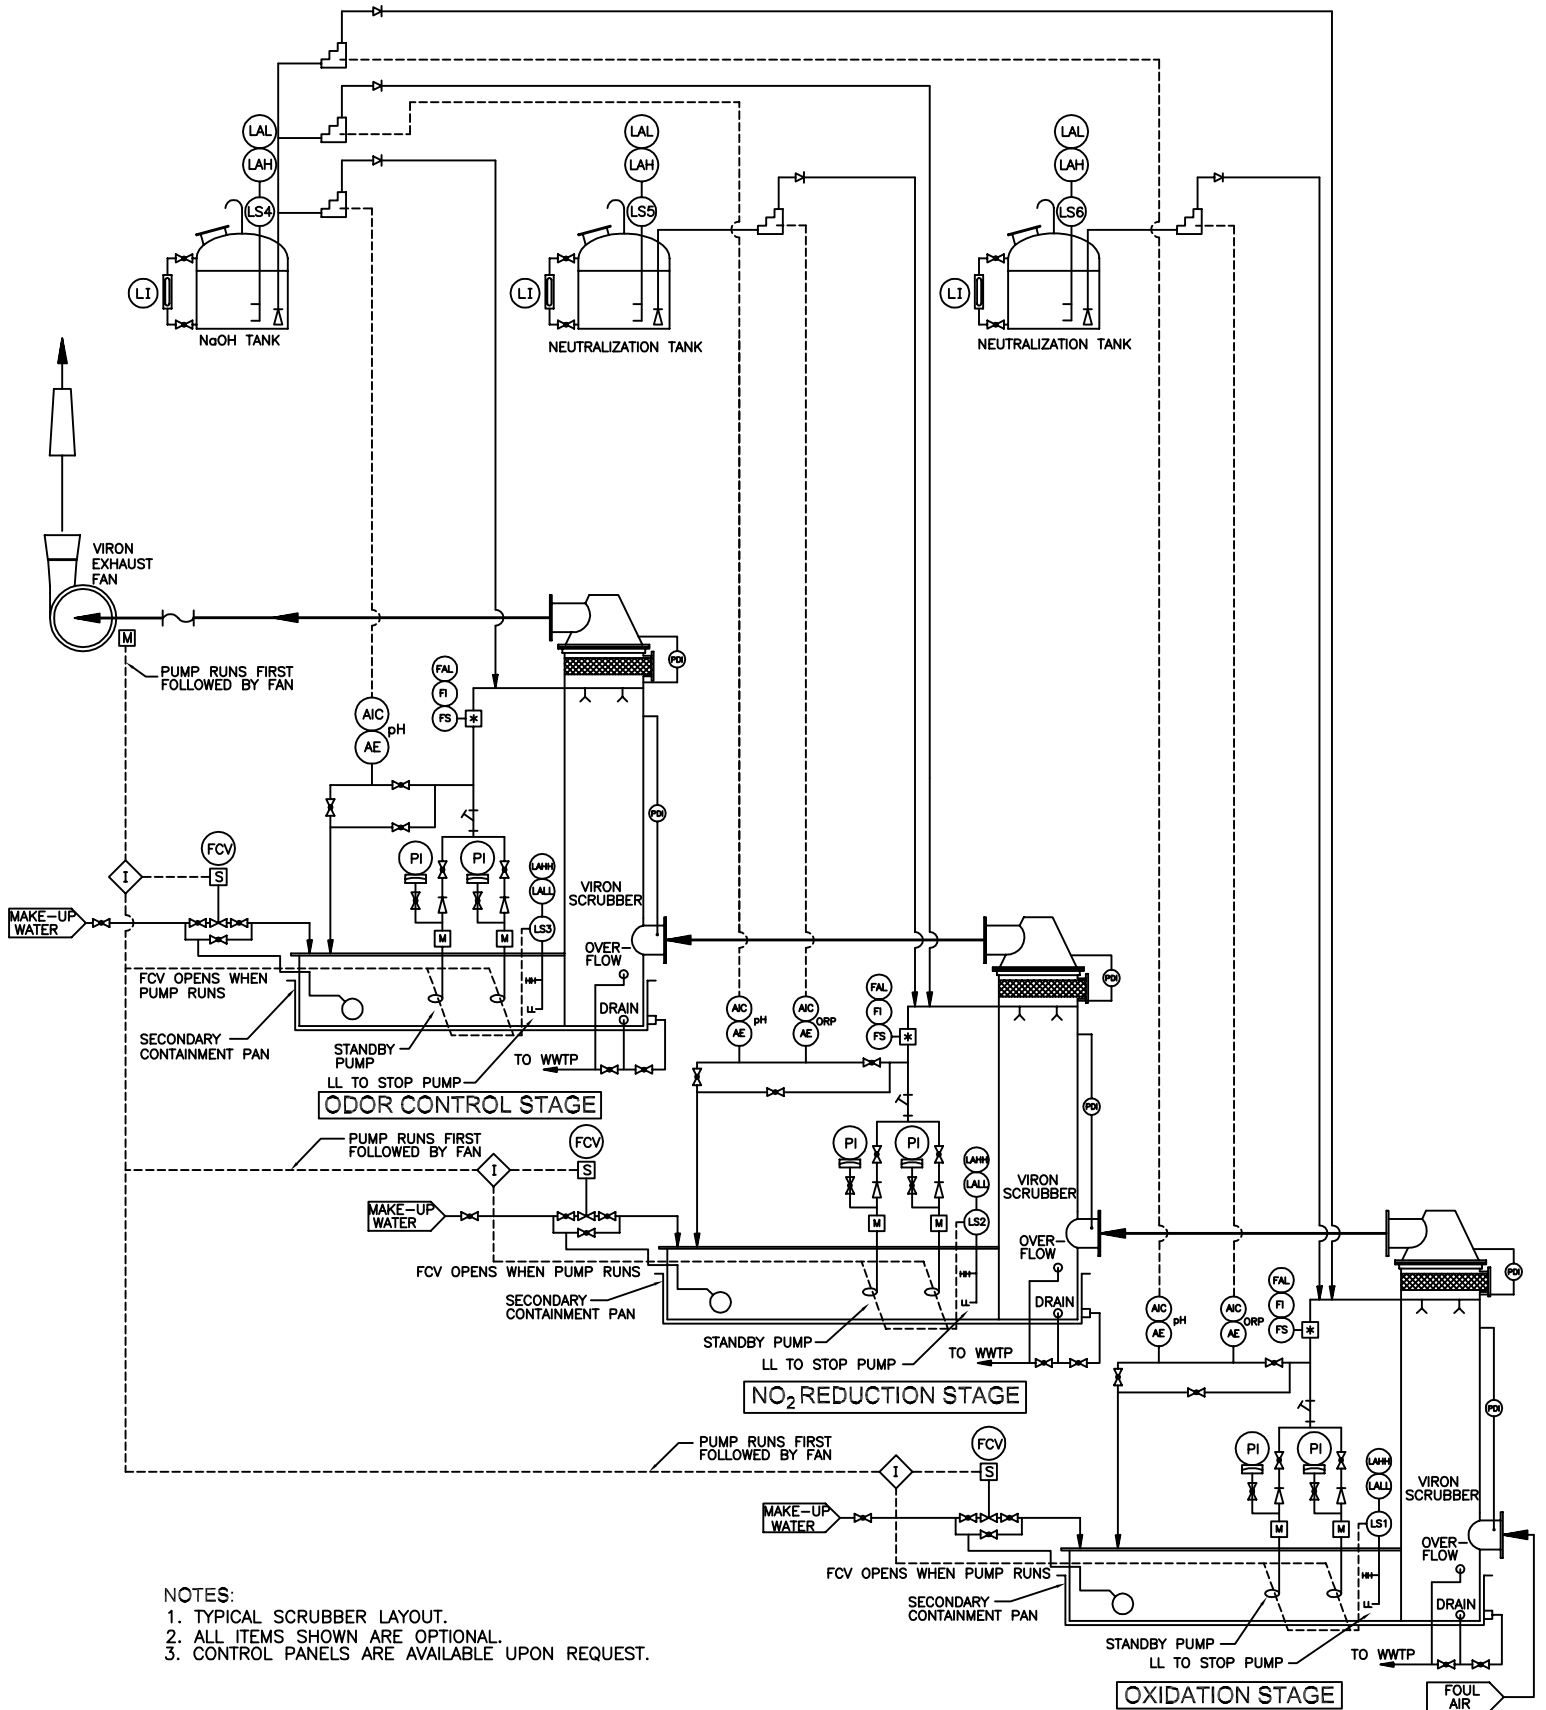 LAL
LAH
LS4
LI
NaOH TANK
LAL
LAH
LS5
LI
NEUTRALIZATION TANK
LAL
LAH
LS6
LI
NEUTRALIZATION TANK
VIRON
EXHAUST
FAN
M
PUMP RUNS FIRST
FOLLOWED BY FAN
FAL
FI
FS
*
PDI
AIC
AE
pH
PDI
FCV
S
I
PI
PI
LAHH
LALL
LS3
M
M
VIRON
SCRUBBER
MAKE-UP
WATER
OVER-
FLOW
FCV OPENS WHEN
PUMP RUNS
HH
LL
DRAIN
SECONDARY
CONTAINMENT PAN
STANDBY
PUMP
TO WWTP
LL TO STOP PUMP
ODOR CONTROL STAGE
PDI
FAL
FI
FS
*
AIC
AE
pH
AIC
AE
ORP
PDI
PUMP RUNS FIRST
FOLLOWED BY FAN
FCV
S
I
PI
PI
LAHH
LALL
LS2
M
M
VIRON
SCRUBBER
MAKE-UP
WATER
OVER-
FLOW
FCV OPENS WHEN PUMP RUNS
HH
LL
DRAIN
SECONDARY
CONTAINMENT PAN
STANDBY PUMP
TO WWTP
LL TO STOP PUMP
NO2 REDUCTION STAGE
PDI
FAL
FI
FS
*
AIC
AE
pH
AIC
AE
ORP
PDI
PUMP RUNS FIRST
FOLLOWED BY FAN
FCV
S
I
PI
PI
LAHH
LALL
LS1
M
M
VIRON
SCRUBBER
MAKE-UP
WATER
OVER-
FLOW
FCV OPENS WHEN PUMP RUNS
HH
LL
DRAIN
SECONDARY
CONTAINMENT PAN
STANDBY PUMP
TO WWTP
LL TO STOP PUMP
OXIDATION STAGE
FOUL
AIR
NOTES:
1. TYPICAL SCRUBBER LAYOUT.
2. ALL ITEMS SHOWN ARE OPTIONAL.
3. CONTROL PANELS ARE AVAILABLE UPON REQUEST.